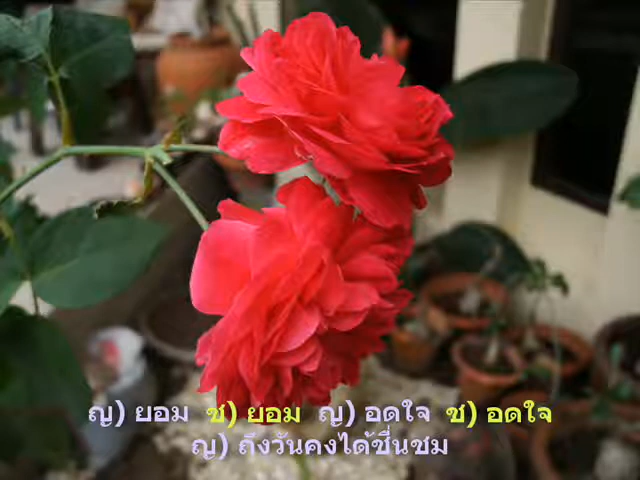 ญ) ยอม ช) ยอม ญ) อดใจ ช) อดใจ
ญ) ถึงวันคงได้ชื่นชม